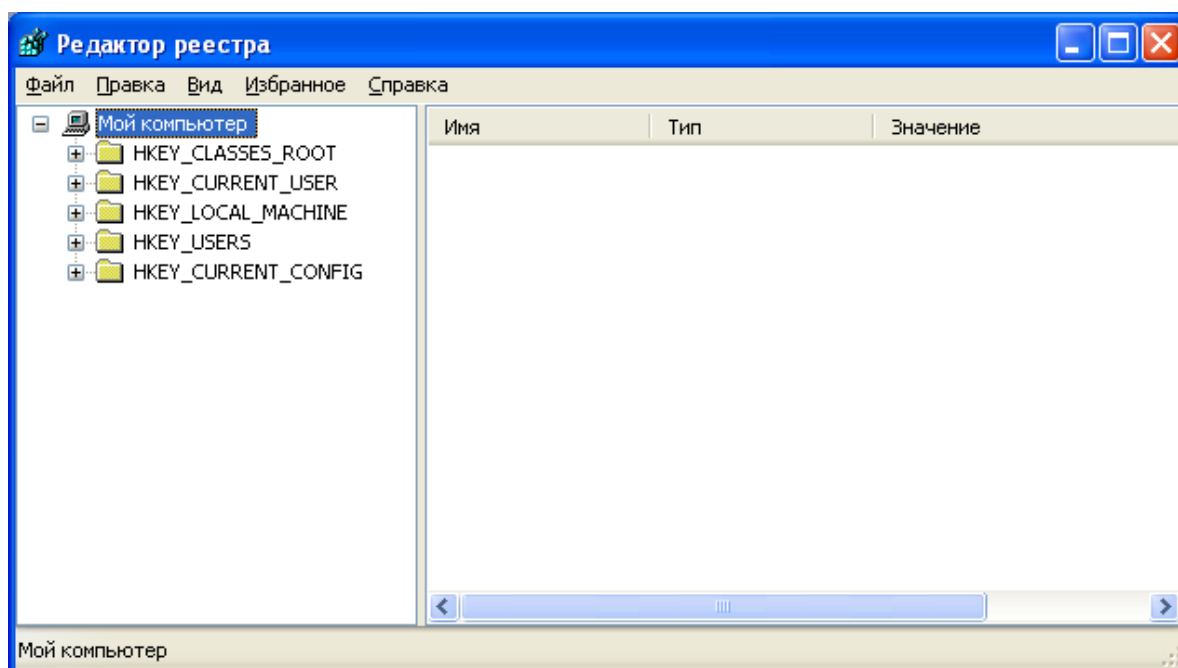 Редактор реестра
Файл Правка Вид Избранное Справка
Мой компьютер
Имя Тип Значение
HKEY_CLASSES_ROOT
HKEY_CURRENT_USER
HKEY_LOCAL_MACHINE
HKEY_USERS
HKEY_CURRENT_CONFIG
Мой компьютер